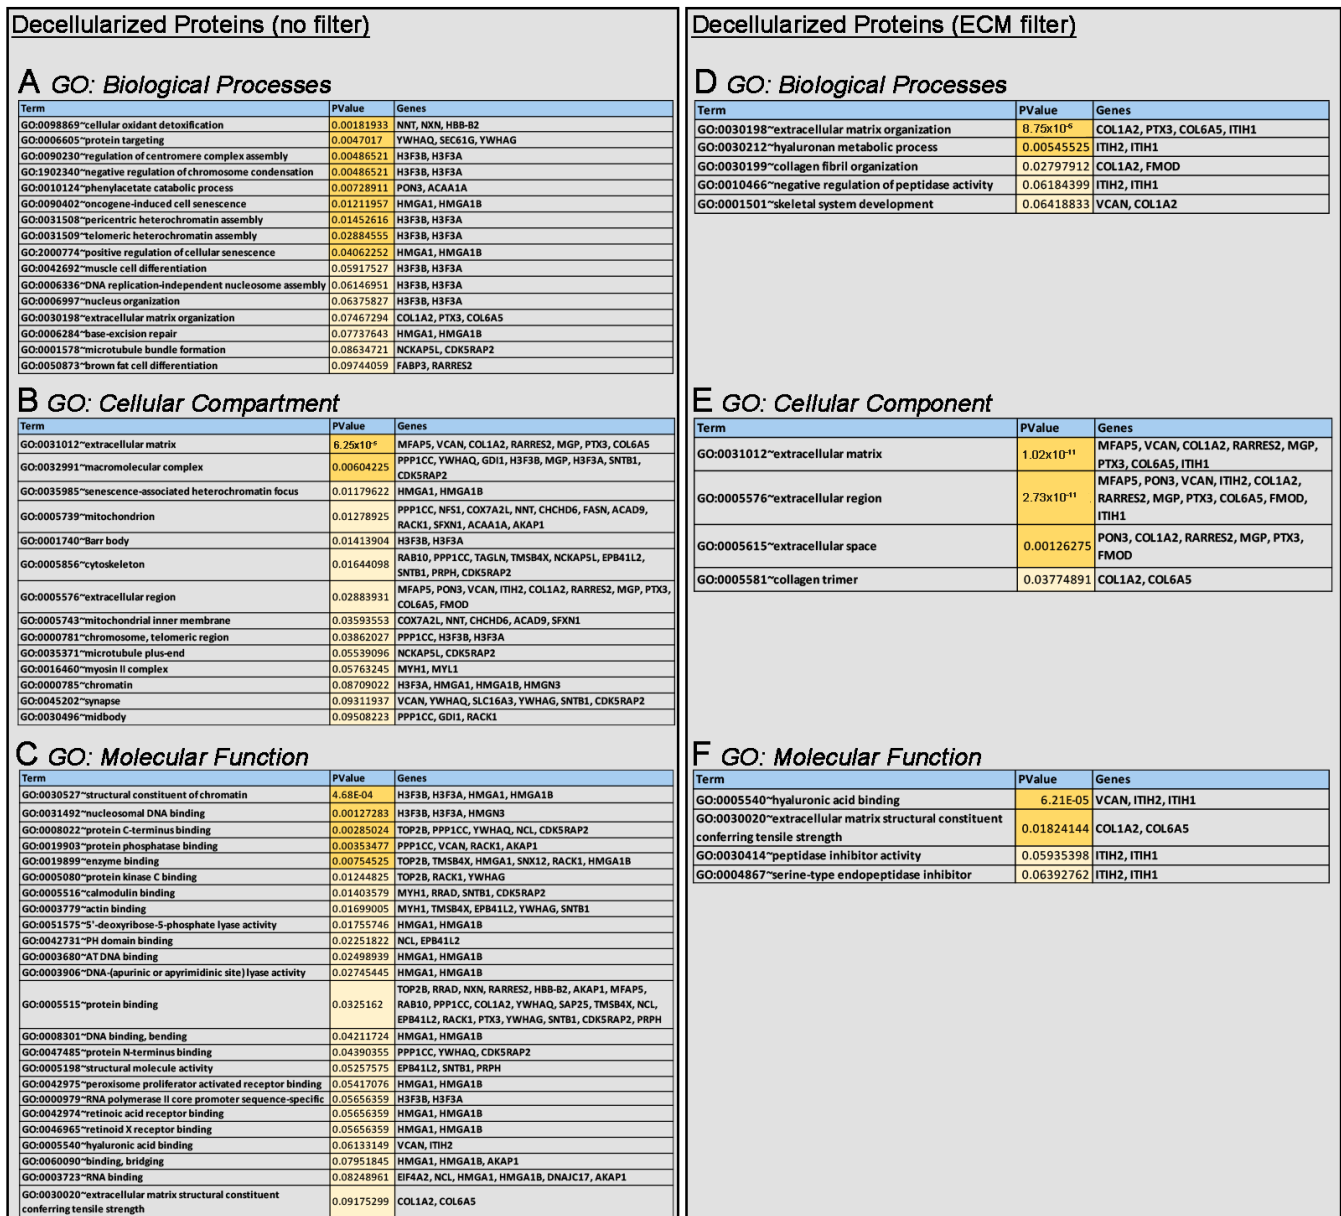 Decellularized Proteins (no filter)
A GO: Biological Processes
Term PValue Genes
GO:0098869~cellular oxidant detoxification 0.00181933 NNT, NXN, HBB-B2
GO:0006605~protein targeting 0.0047017 YWHAQ, SEC61G, YWHAG
GO:0090230~regulation of centromere complex assembly 0.00486521 H3F3B, H3F3A
GO:1902340~negative regulation of chromosome condensation 0.00486521 H3F3B, H3F3A
GO:0010124~phenylacetate catabolic process 0.00728911 PON3, ACAA1A
GO:0090402~oncogene-induced cell senescence 0.01211957 HMGA1, HMGA1B
GO:0031508~pericentric heterochromatin assembly 0.01452616 H3F3B, H3F3A
GO:0031509~telomeric heterochromatin assembly 0.02884555 H3F3B, H3F3A
GO:2000774~positive regulation of cellular senescence 0.04062252 HMGA1, HMGA1B
GO:0042692~muscle cell differentiation 0.05917527 H3F3B, H3F3A
GO:0006336~DNA replication-independent nucleosome assembly 0.06146951 H3F3B, H3F3A
GO:0006997~nucleus organization 0.06375827 H3F3B, H3F3A
GO:0030198~extracellular matrix organization 0.07467294 COL1A2, PTX3, COL6A5
GO:0006284~base-excision repair 0.07737643 HMGA1, HMGA1B
GO:0001578~microtubule bundle formation 0.08634721 NCKAP5L, CDK5RAP2
GO:0050873~brown fat cell differentiation 0.09744059 FABP3, RARRES2
B GO: Cellular Compartment
Term PValue Genes
GO:0031012~extracellular matrix 6.25x10-6 MFAP5, VCAN, COL1A2, RARRES2, MGP, PTX3, COL6A5
GO:0032991~macromolecular complex 0.00604225 PPP1CC, YWHAQ, GDI1, H3F3B, MGP, H3F3A, SNTB1,
CDK5RAP2
GO:0035985~senescence-associated heterochromatin focus 0.01179622 HMGA1, HMGA1B
GO:0005739~mitochondrion 0.01278925 PPP1CC, NFS1, COX7A2L, NNT, CHCHD6, FASN, ACAD9,
RACK1, SFXN1, ACAA1A, AKAP1
GO:0001740~Barr body 0.01413904 H3F3B, H3F3A
GO:0005856~cytoskeleton 0.01644098 RAB10, PPP1CC, TAGLN, TMSB4X, NCKAP5L, EPB41L2,
SNTB1, PRPH, CDK5RAP2
GO:0005576~extracellular region 0.02883931 MFAP5, PON3, VCAN, ITIH2, COL1A2, RARRES2, MGP, PTX3,
COL6A5, FMOD
GO:0005743~mitochondrial inner membrane 0.03593553 COX7A2L, NNT, CHCHD6, ACAD9, SFXN1
GO:0000781~chromosome, telomeric region 0.03862027 PPP1CC, H3F3B, H3F3A
GO:0035371~microtubule plus-end 0.05539096 NCKAP5L, CDK5RAP2
GO:0016460~myosin II complex 0.05763245 MYH1, MYL1
GO:0000785~chromatin 0.08709022 H3F3A, HMGA1, HMGA1B, HMGN3
GO:0045202~synapse 0.09311937 VCAN, YWHAQ, SLC16A3, YWHAG, SNTB1, CDK5RAP2
GO:0030496~midbody 0.09508223 PPP1CC, GDI1, RACK1
C GO: Molecular Function
Term PValue Genes
GO:0030527~structural constituent of chromatin 4.68E-04 H3F3B, H3F3A, HMGA1, HMGA1B
GO:0031492~nucleosomal DNA binding 0.00127283 H3F3B, H3F3A, HMGN3
GO:0008022~protein C-terminus binding 0.00285024 TOP2B, PPP1CC, YWHAQ, NCL, CDK5RAP2
GO:0019903~protein phosphatase binding 0.00353477 PPP1CC, VCAN, RACK1, AKAP1
GO:0019899~enzyme binding 0.00754525 TOP2B, TMSB4X, HMGA1, SNX12, RACK1, HMGA1B
GO:0005080~protein kinase C binding 0.01244825 TOP2B, RACK1, YWHAG
GO:0005516~calmodulin binding 0.01403579 MYH1, RRAD, SNTB1, CDK5RAP2
GO:0003779~actin binding 0.01699005 MYH1, TMSB4X, EPB41L2, YWHAG, SNTB1
GO:0051575~5'-deoxyribose-5-phosphate lyase activity 0.01755746 HMGA1, HMGA1B
GO:0042731~PH domain binding 0.02251822 NCL, EPB41L2
GO:0003680~AT DNA binding 0.02498939 HMGA1, HMGA1B
GO:0003906~DNA-(apurinic or apyrimidinic site) lyase activity 0.02745445 HMGA1, HMGA1B
GO:0005515~protein binding 0.0325162 TOP2B, RRAD, NXN, RARRES2, HBB-B2, AKAP1, MFAP5,
RAB10, PPP1CC, COL1A2, YWHAQ, SAP25, TMSB4X, NCL,
EPB41L2, RACK1, PTX3, YWHAG, SNTB1, CDK5RAP2, PRPH
GO:0008301~DNA binding, bending 0.04211724 HMGA1, HMGA1B
GO:0047485~protein N-terminus binding 0.04390355 PPP1CC, YWHAQ, CDK5RAP2
GO:0005198~structural molecule activity 0.05257575 EPB41L2, SNTB1, PRPH
GO:0042975~peroxisome proliferator activated receptor binding 0.05417076 HMGA1, HMGA1B
GO:0000979~RNA polymerase II core promoter sequence-specific 0.05656359 H3F3B, H3F3A
GO:0042974~retinoic acid receptor binding 0.05656359 HMGA1, HMGA1B
GO:0046965~retinoid X receptor binding 0.05656359 HMGA1, HMGA1B
GO:0005540~hyaluronic acid binding 0.06133149 VCAN, ITIH2
GO:0060090~binding, bridging 0.07951845 HMGA1, HMGA1B, AKAP1
GO:0003723~RNA binding 0.08248961 EIF4A2, NCL, HMGA1, HMGA1B, DNAJC17, AKAP1
GO:0030020~extracellular matrix structural constituent
conferring tensile strength 0.09175299 COL1A2, COL6A5
Decellularized Proteins (ECM filter)
D GO: Biological Processes
Term PValue Genes
GO:0030198~extracellular matrix organization 8.75x10-6 COL1A2, PTX3, COL6A5, ITIH1
GO:0030212~hyaluronan metabolic process 0.00545525 ITIH2, ITIH1
GO:0030199~collagen fibril organization 0.02797912 COL1A2, FMOD
GO:0010466~negative regulation of peptidase activity 0.06184399 ITIH2, ITIH1
GO:0001501~skeletal system development 0.06418833 VCAN, COL1A2
E GO: Cellular Component
Term PValue Genes
GO:0031012~extracellular matrix 1.02x10-11 MFAP5, VCAN, COL1A2, RARRES2, MGP,
PTX3, COL6A5, ITIH1
GO:0005576~extracellular region 2.73x10-11 MFAP5, PON3, VCAN, ITIH2, COL1A2,
RARRES2, MGP, PTX3, COL6A5, FMOD,
ITIH1
GO:0005615~extracellular space 0.00126275 PON3, COL1A2, RARRES2, MGP, PTX3,
FMOD
GO:0005581~collagen trimer 0.03774891 COL1A2, COL6A5
F GO: Molecular Function
Term PValue Genes
GO:0005540~hyaluronic acid binding 6.21E-05 VCAN, ITIH2, ITIH1
GO:0030020~extracellular matrix structural constituent
conferring tensile strength 0.01824144 COL1A2, COL6A5
GO:0030414~peptidase inhibitor activity 0.05935398 ITIH2, ITIH1
GO:0004867~serine-type endopeptidase inhibitor 0.06392762 ITIH2, ITIH1